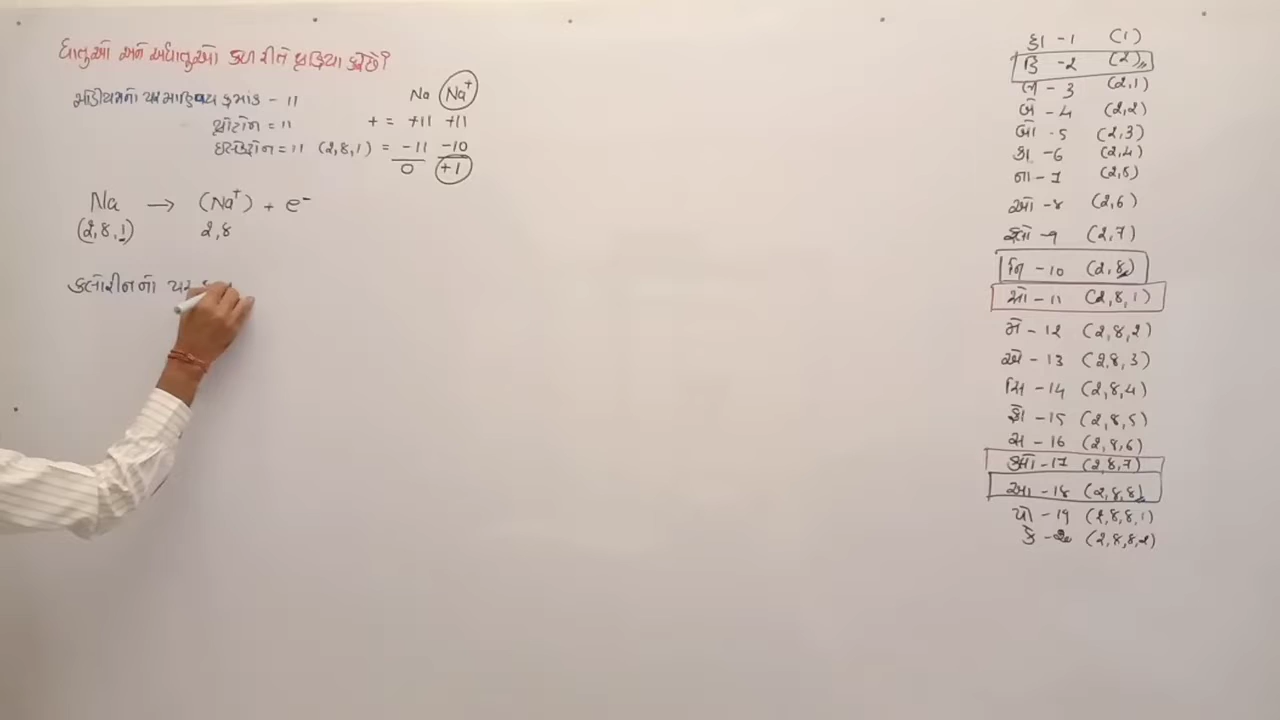 ધાતુઓ અને અધાતુઓ કઈ રીતે પ્રક્રિયા કરે છે?
સોડિયમનો પરમાણ્વિય ક્રમાંક - 11
પ્રોટોન = 11
ઇલેક્ટ્રોન = 11 (2,8,1)
Na Na⁺
+ = +11 +11
= -11 -10
0 +1
Na → (Na⁺) + e⁻
(2,8,1) 2,8
ક્લોરીનનો
હા - 1 (1)
હિ - 2 (2)
લિ - 3 (2,1)
બે - 4 (2,2)
બો - 5 (2,3)
કા - 6 (2,4)
ના - 7 (2,5)
ઓ - 8 (2,6)
ફ્લો - 9 (2,7)
નિ - 10 (2,8)
સો - 11 (2,8,1)
મે - 12 (2,8,2)
એ - 13 (2,8,3)
સિ - 14 (2,8,4)
ફો - 15 (2,8,5)
સ - 16 (2,8,6)
ક્લો - 17 (2,8,7)
આ - 18 (2,8,8)
પો - 19 (2,8,8,1)
કે - 20 (2,8,8,2)